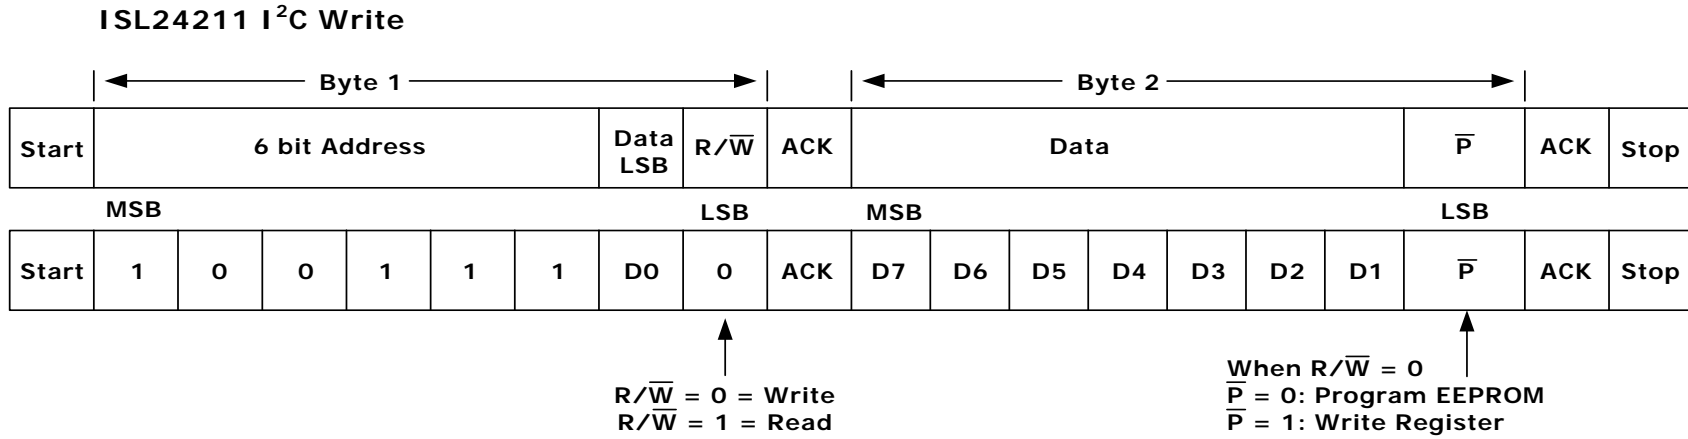 ISL24211 I²C Write
Byte 1 Byte 2
Start 6 bit Address Data LSB R/W̅ ACK Data P̅ ACK Stop
MSB LSB MSB LSB
Start 1 0 0 1 1 1 D0 0 ACK D7 D6 D5 D4 D3 D2 D1 P̅ ACK Stop
R/W̅ = 0 = Write
R/W̅ = 1 = Read
When R/W̅ = 0
P̅ = 0: Program EEPROM
P̅ = 1: Write Register